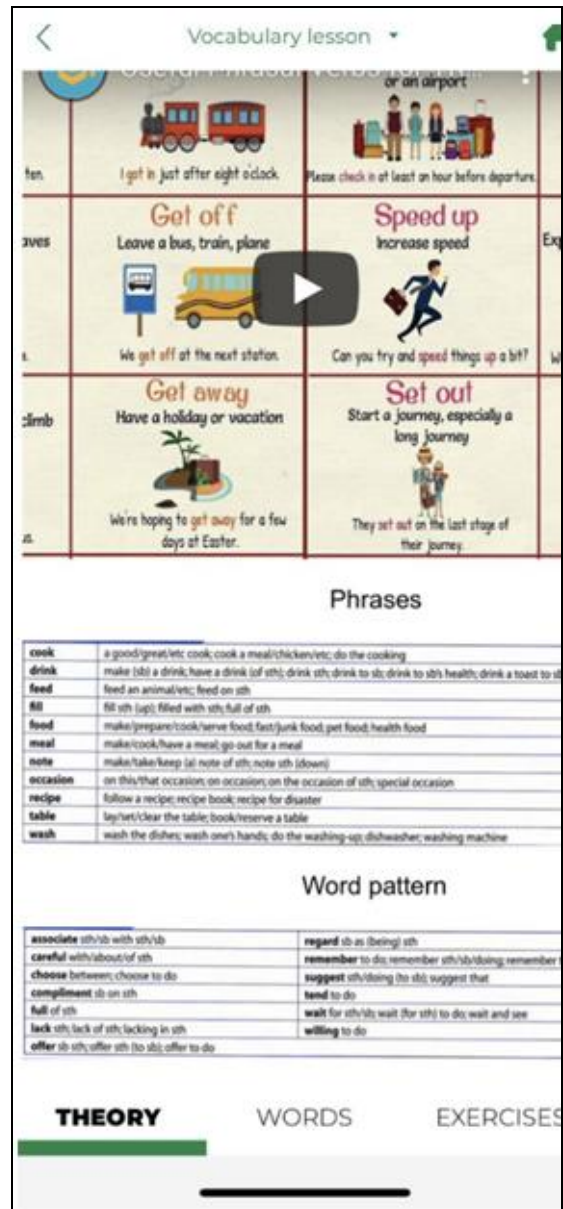 Vocabulary lesson
Useful Phrasal Verbs for
or an airport
ten.
I got in just after eight o'clock.
Please check in at least an hour before departure.
aves
Get off
Leave a bus, train, plane
We get off at the next station.
Speed up
Increase speed
Can you try and speed things up a bit?
Exp
climb
Get away
Have a holiday or vacation
We're hoping to get away for a few
days at Easter.
Set out
Start a journey, especially a
long journey
They set out on the last stage of
their journey.
Phrases
cook a good/great/etc cook; cook a meal/chicken/etc; do the cooking
drink make (sb) a drink; have a drink (of sth); drink sth; drink to sb; drink to sb's health; drink a toast to sb
feed feed an animal/etc; feed on sth
fill fill sth (up); filled with sth; full of sth
food make/prepare/cook/serve food; fast/junk food; pet food; health food
meal make/cook/have a meal; go out for a meal
note make/take/keep (a) note of sth; note sth (down)
occasion on this/that occasion; on occasion; on the occasion of sth; special occasion
recipe follow a recipe; recipe book; recipe for disaster
table lay/set/clear the table; book/reserve a table
wash wash the dishes; wash one's hands; do the washing-up; dishwasher; washing machine
Word pattern
associate sth/sb with sth/sb
careful with/about/of sth
choose between; choose to do
compliment sb on sth
full of sth
lack sth; lack of sth; lacking in sth
offer sb sth; offer sth (to sb); offer to do
regard sb as (being) sth
remember to do; remember sth/sb/doing; remember
suggest sth/doing (to sb); suggest that
tend to do
wait for sth/sb; wait (for sth) to do; wait and see
willing to do
THEORY WORDS EXERCISES